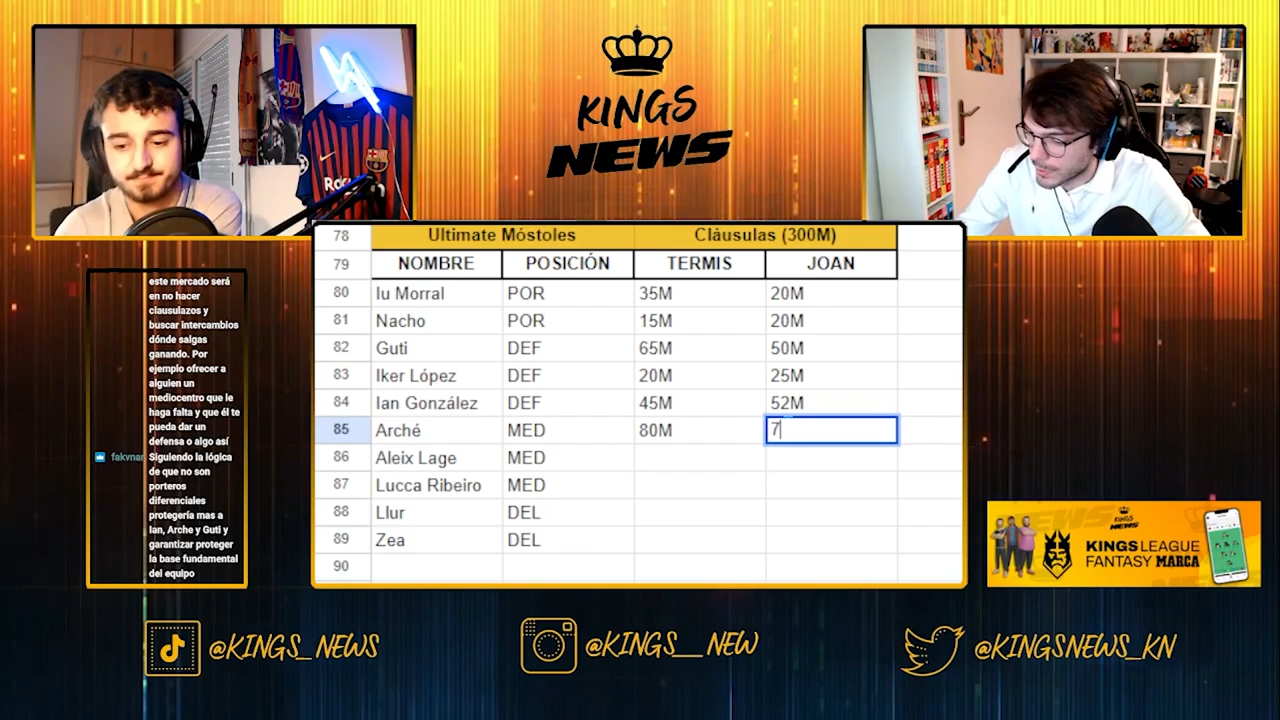 KINGS
NEWS
78 Ultimate Móstoles Cláusulas (300M)
79 NOMBRE POSICIÓN TERMIS JOAN
80 Iu Morral POR 35M 20M
81 Nacho POR 15M 20M
82 Guti DEF 65M 50M
83 Iker López DEF 20M 25M
84 Ian González DEF 45M 52M
85 Arché MED 80M 7
86 Aleix Lage MED
87 Lucca Ribeiro MED
88 Llur DEL
89 Zea DEL
90
este mercado será
en no hacer
clausulazos y
buscar intercambios
dónde salgas
ganando. Por
ejemplo ofrecer a
alguien un
mediocentro que le
haga falta y que él te
pueda dar un
defensa o algo así
fakvnar Siguiendo la lógica
de que no son
porteros
diferenciales
protegería mas a
Ian, Arche y Guti y
garantizar proteger
la base fundamental
del equipo
KINGS
NEWS
KINGS LEAGUE
FANTASY MARCA
@KINGS_NEWS
@KINGS__NEW
@KINGSNEWS_KN